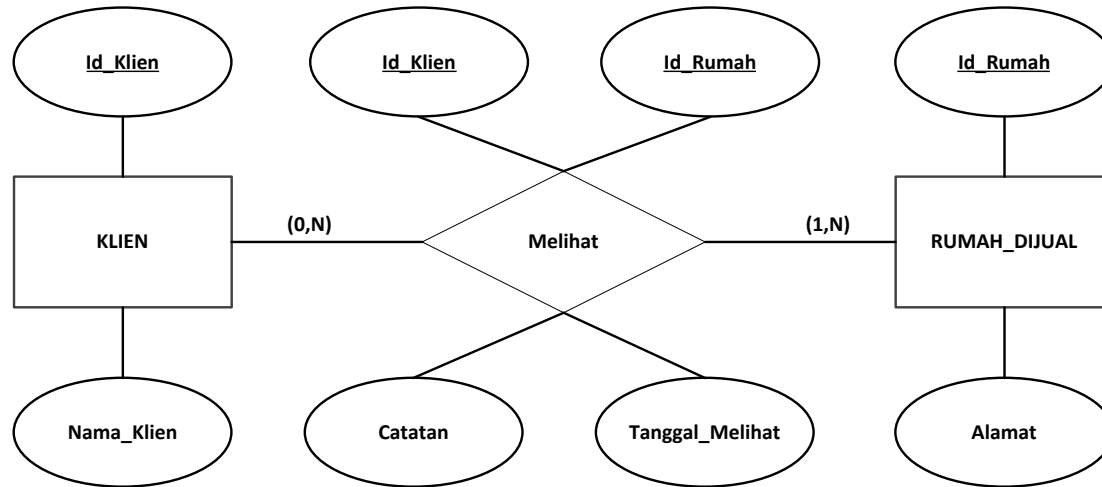 Id_Klien
Id_Klien
Id_Rumah
Id_Rumah
KLIEN
(0,N)
Melihat
(1,N)
RUMAH_DIJUAL
Nama_Klien
Catatan
Tanggal_Melihat
Alamat